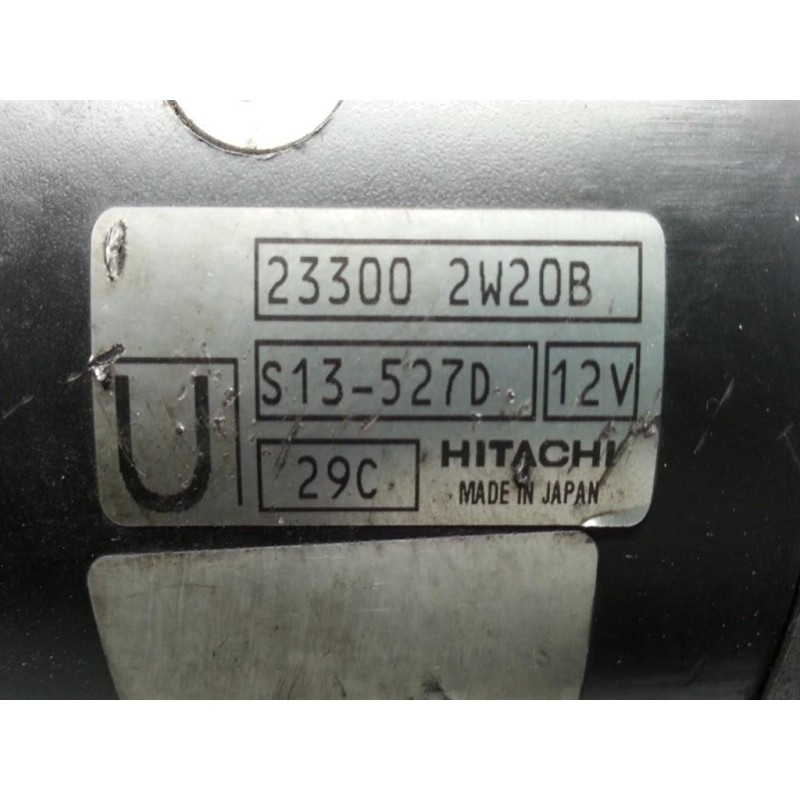 23300 2W20B
S13-527D 12V
U
29C HITACHI
MADE IN JAPAN